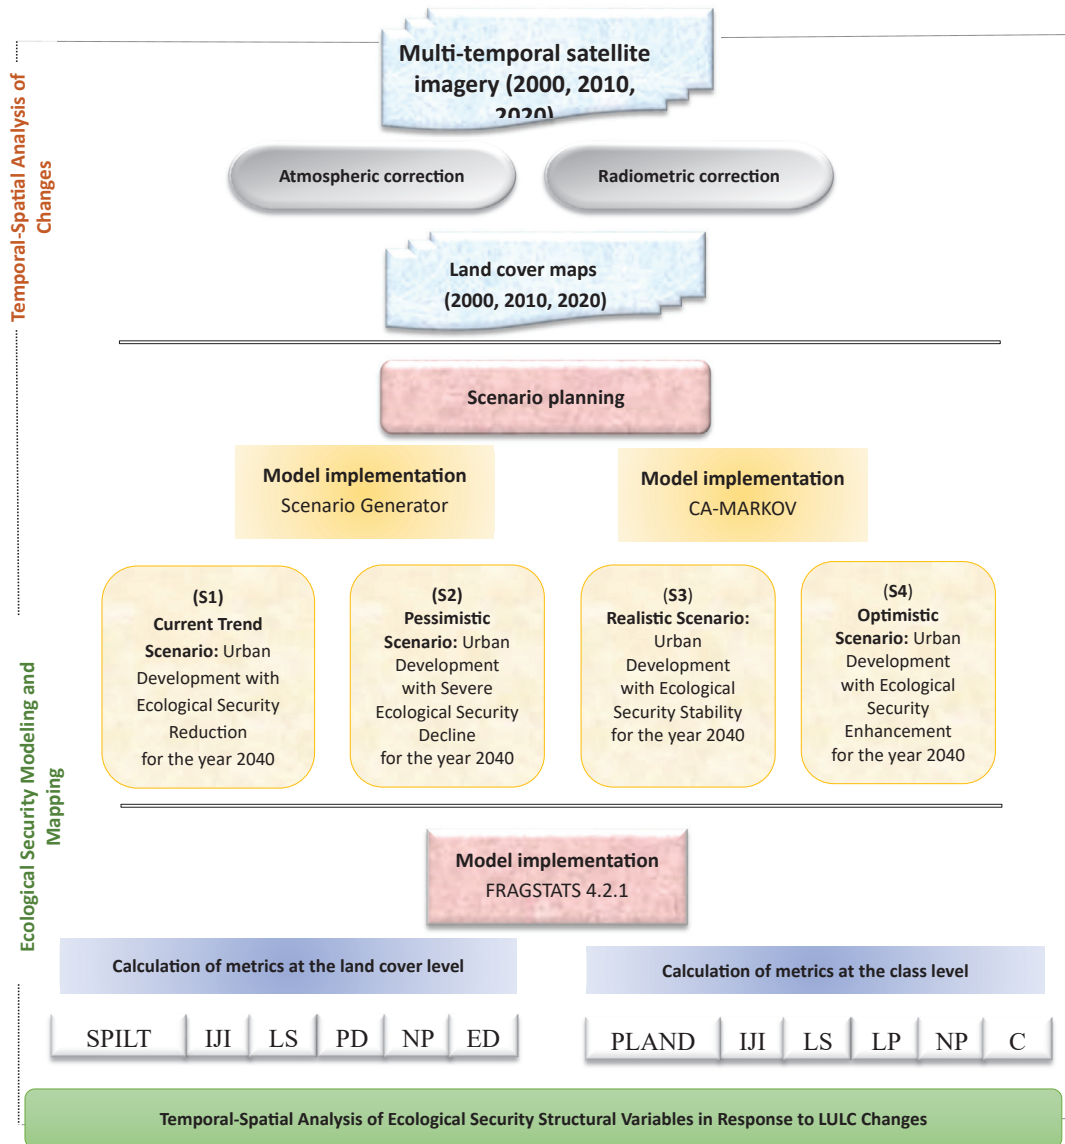 Temporal-Spatial Analysis of
Changes
Multi-temporal satellite
imagery (2000, 2010,
2020)
Atmospheric correction
Radiometric correction
Land cover maps
(2000, 2010, 2020)
Ecological Security Modeling and
Mapping
Scenario planning
Model implementation
Scenario Generator
Model implementation
CA-MARKOV
(S1)
Current Trend
Scenario: Urban
Development with
Ecological Security
Reduction
for the year 2040
(S2)
Pessimistic
Scenario: Urban
Development
with Severe
Ecological Security
Decline
for the year 2040
(S3)
Realistic Scenario:
Urban
Development
with Ecological
Security Stability
for the year 2040
(S4)
Optimistic
Scenario: Urban
Development
with Ecological
Security
Enhancement
for the year 2040
Model implementation
FRAGSTATS 4.2.1
Calculation of metrics at the land cover level
SPILT IJI LS PD NP ED
Calculation of metrics at the class level
PLAND IJI LS LP NP C
Temporal-Spatial Analysis of Ecological Security Structural Variables in Response to LULC Changes